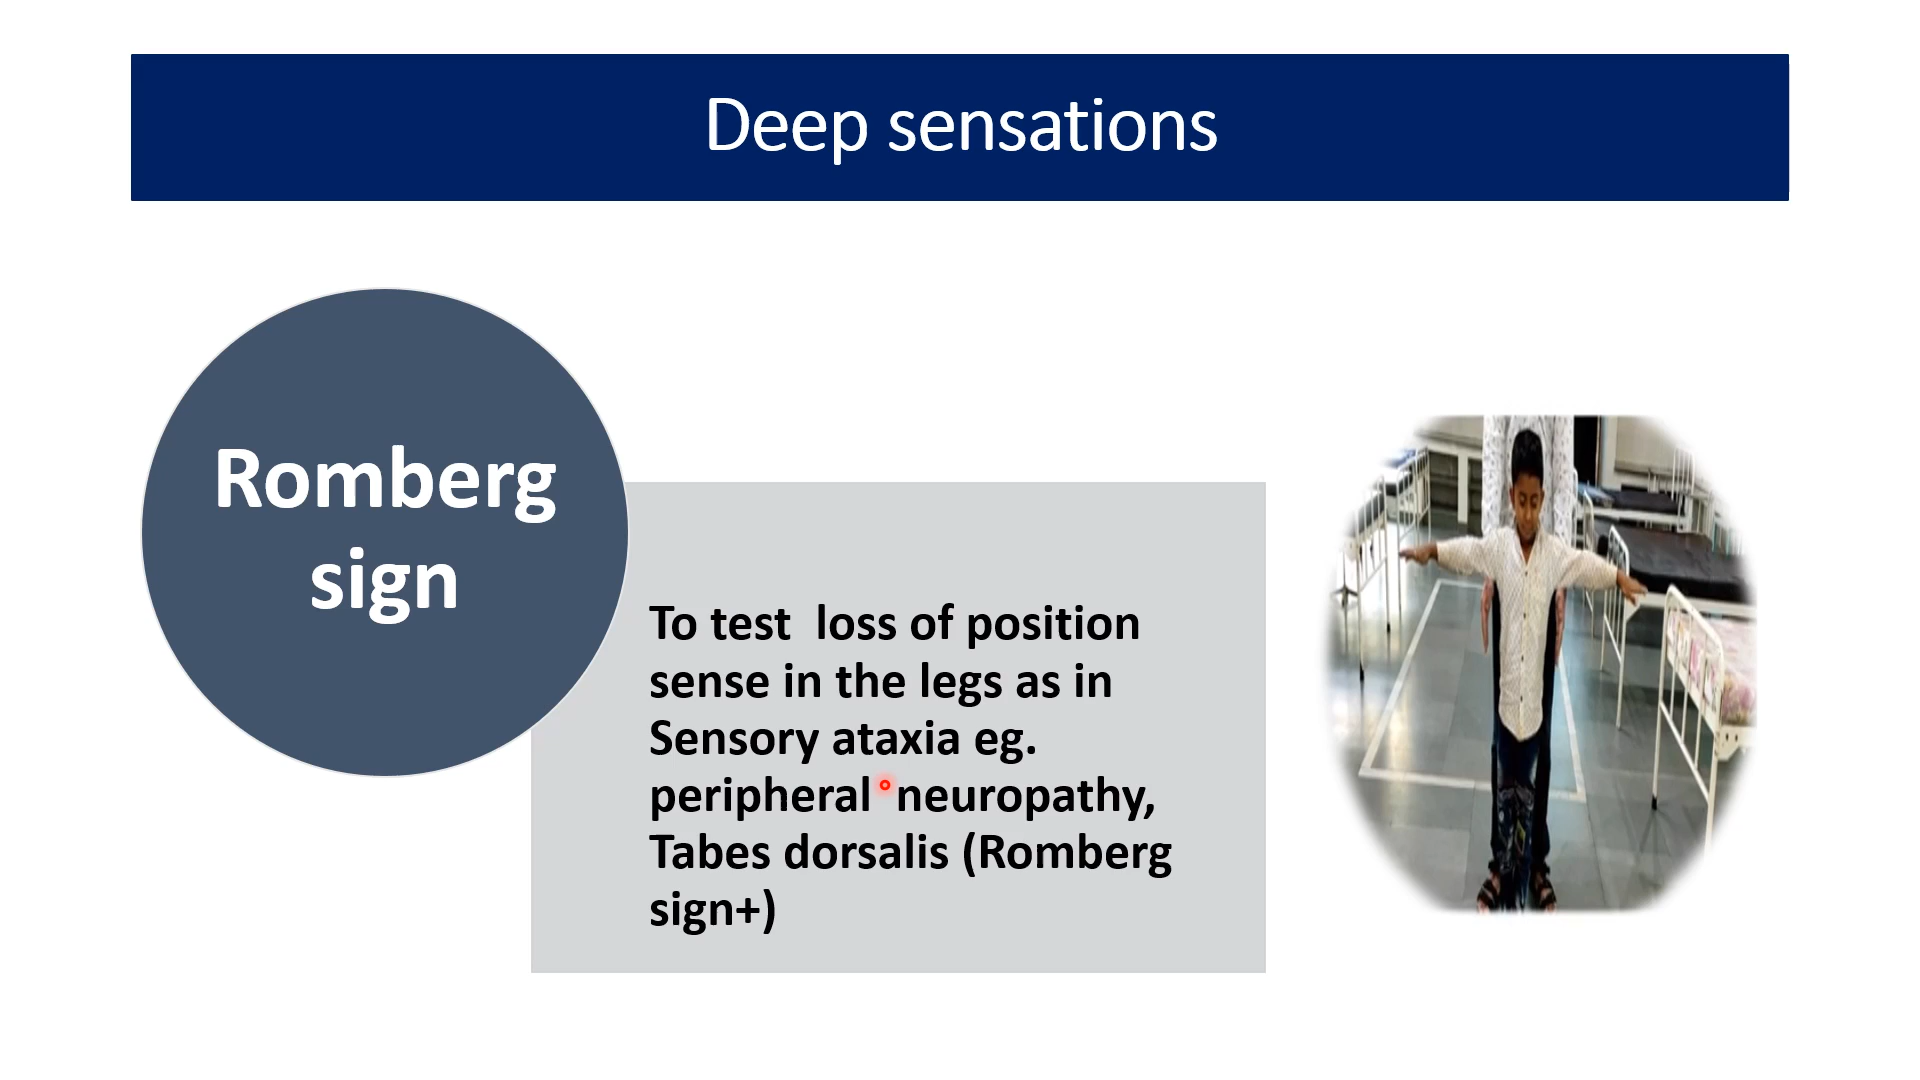 Deep sensations
Romberg
sign
To test  loss of position
sense in the legs as in
Sensory ataxia eg.
peripheral neuropathy,
Tabes dorsalis (Romberg
sign+)